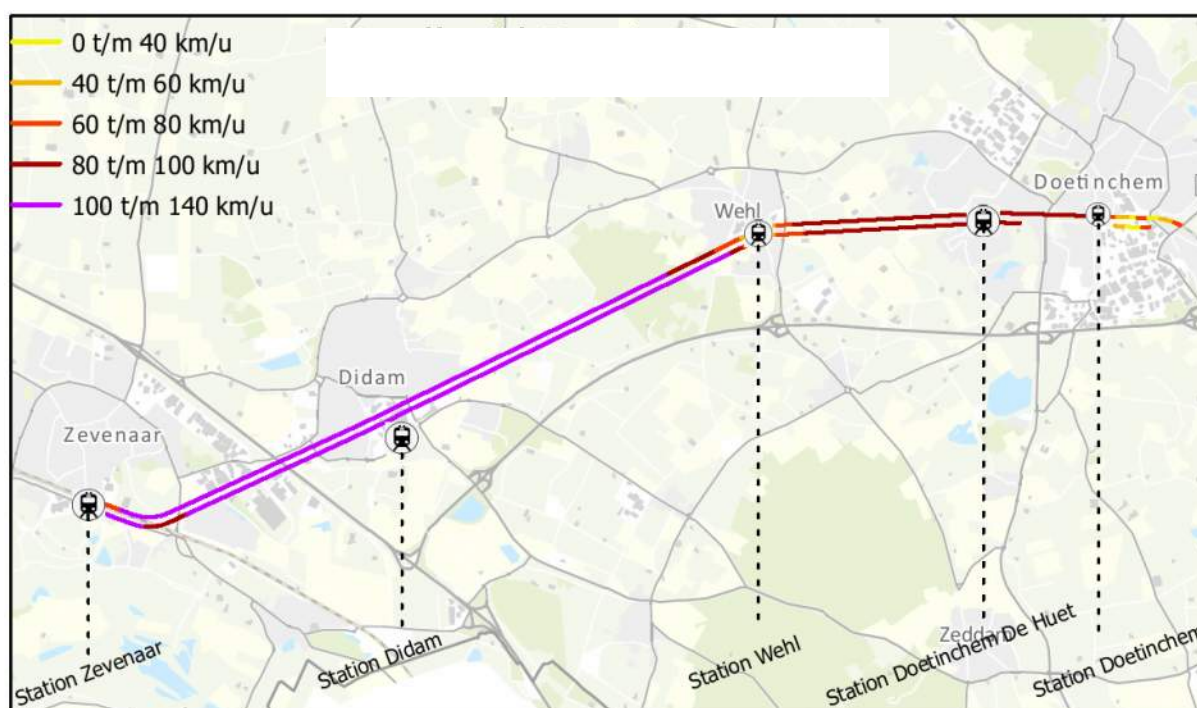 0 t/m 40 km/u
40 t/m 60 km/u
60 t/m 80 km/u
80 t/m 100 km/u
100 t/m 140 km/u
Doetinchem
Wehl
Didam
Zevenaar
Zeddam
Station Zevenaar
Station Didam
Station Wehl
Station Doetinchem De Huet
Station Doetinchem